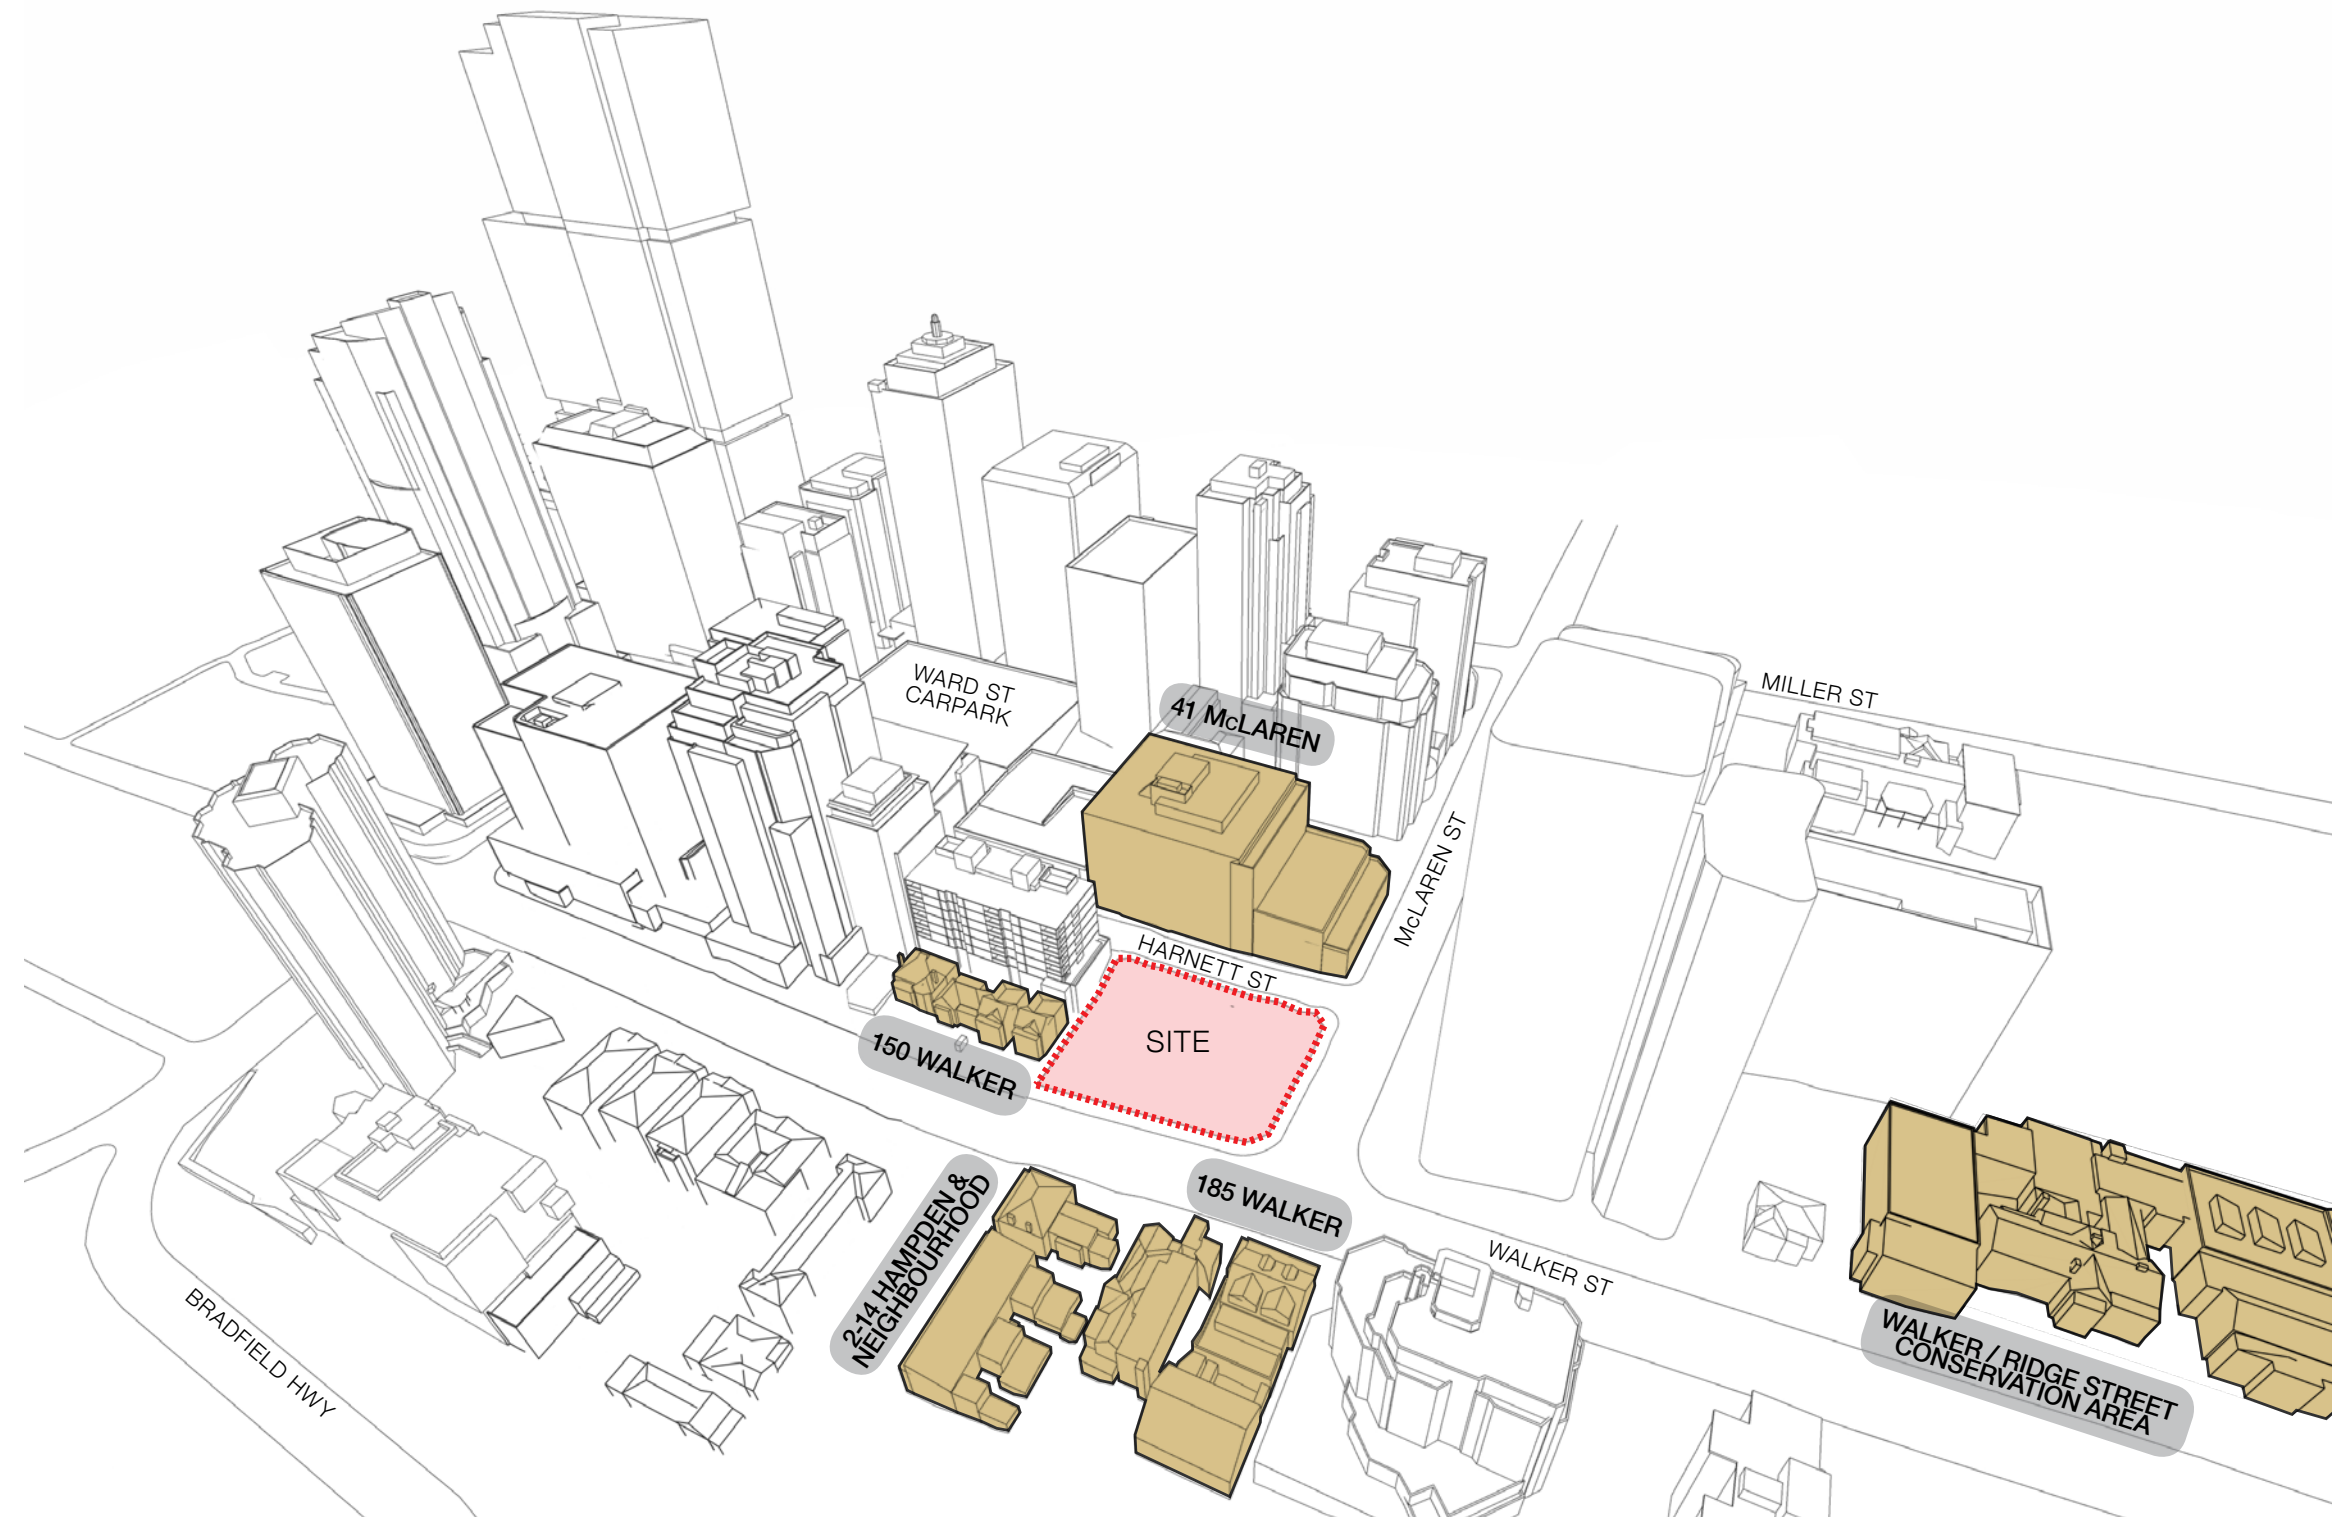 WARD ST
CARPARK
MILLER ST
41 McLAREN
McLAREN ST
HARNETT ST
SITE
150 WALKER
2-14 HAMPDEN &
NEIGHBOURHOOD
185 WALKER
WALKER ST
BRADFIELD HWY
WALKER / RIDGE STREET
CONSERVATION AREA